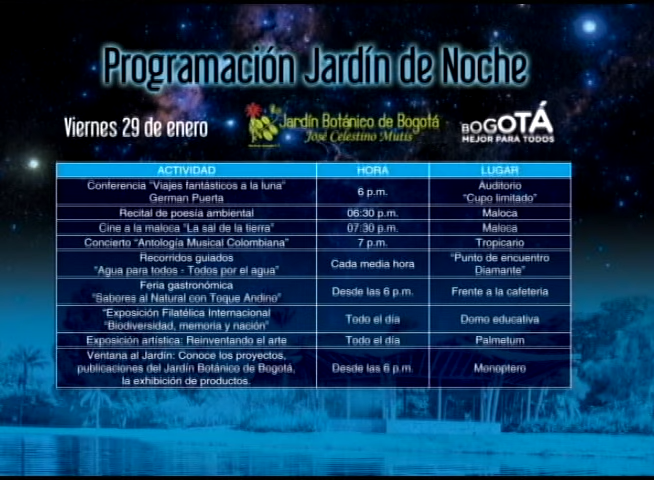 Programación Jardín de Noche
Viernes 29 de enero
Jardín Botánico de Bogotá
José Celestino Mutis
BOGOTÁ
MEJOR PARA TODOS
ACTIVIDAD HORA LUGAR
Conferencia "Viajes fantásticos a la luna"
German Puerta
6 p.m.
Auditorio
"Cupo limitado"
Recital de poesía ambiental 06:30 p.m. Maloca
Cine a la maloca "La sal de la tierra" 07:30 p.m. Maloca
Concierto "Antología Musical Colombiana" 7 p.m. Tropicario
Recorridos guiados
"Agua para todos - Todos por el agua"
Cada media hora
"Punto de encuentro
Diamante"
Feria gastronómica
"Sabores al Natural con Toque Andino"
Desde las 6 p.m.
Frente a la cafeteria
"Exposición Filatélica Internacional
"Biodiversidad, memoria y nación"
Todo el día
Domo educativa
Exposición artística: Reinventando el arte Todo el día Palmetum
Ventana al Jardín: Conoce los proyectos,
publicaciones del Jardín Botánico de Bogotá,
la exhibición de productos.
Desde las 6 p.m.
Monoptero